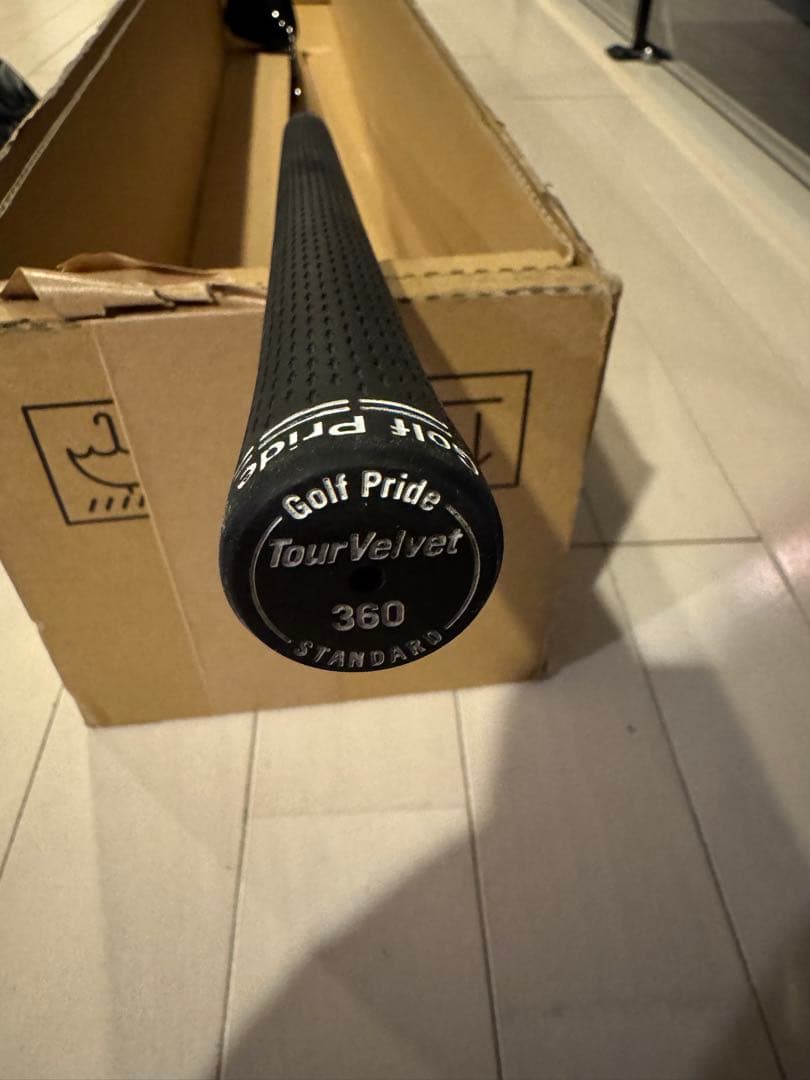 Golf Pride
Golf Pride
TourVelvet
360
STANDARD